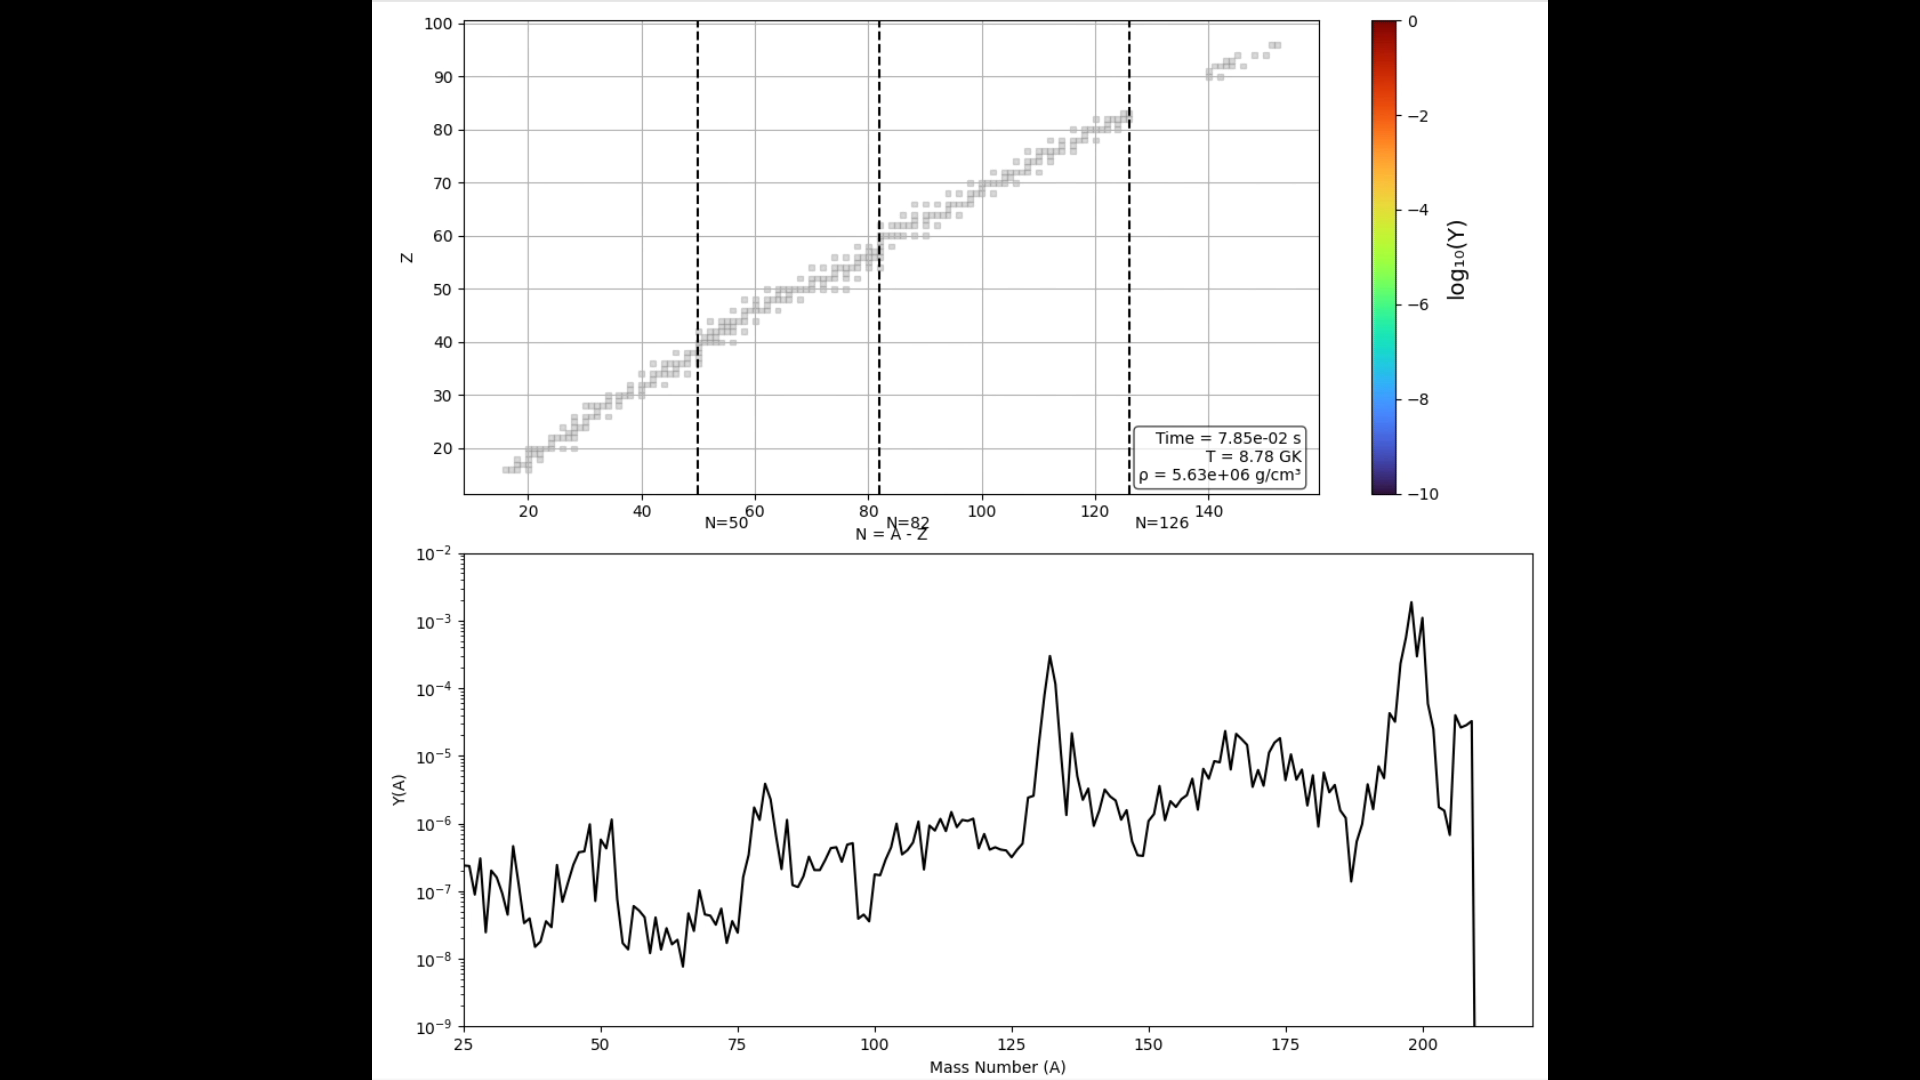 100
90
80
70
60
50
40
30
20
Z
20 40 60 80 100 120 140
N=50 N=82 N=126
N = A - Z
Time = 7.85e-02 s
T = 8.78 GK
ρ = 5.63e+06 g/cm³
0
−2
−4
−6
−8
−10
log₁₀(Y)
10⁻²
10⁻³
10⁻⁴
10⁻⁵
10⁻⁶
10⁻⁷
10⁻⁸
10⁻⁹
Y(A)
25 50 75 100 125 150 175 200
Mass Number (A)